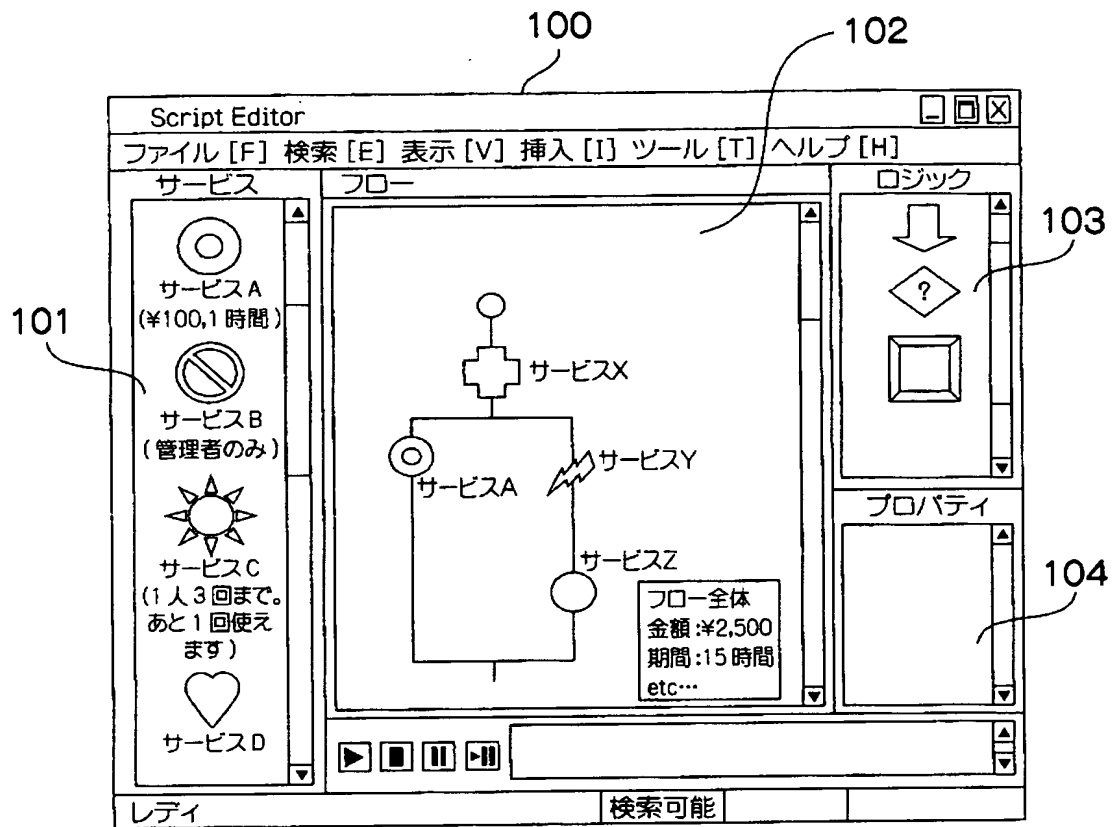 100
102
Script Editor
ファイル [F] 検索 [E] 表示 [V] 挿入 [I] ツール [T] ヘルプ [H]
サービス
サービスA
(¥100,1時間)
サービスB
(管理者のみ)
サービスC
(1人3回まで。
あと1回使え
ます)
サービスD
101
フロー
サービスX
サービスA
サービスY
サービスZ
フロー全体
金額:¥2,500
期間:15時間
etc…
ロジック
?
103
プロパティ
104
レディ
検索可能